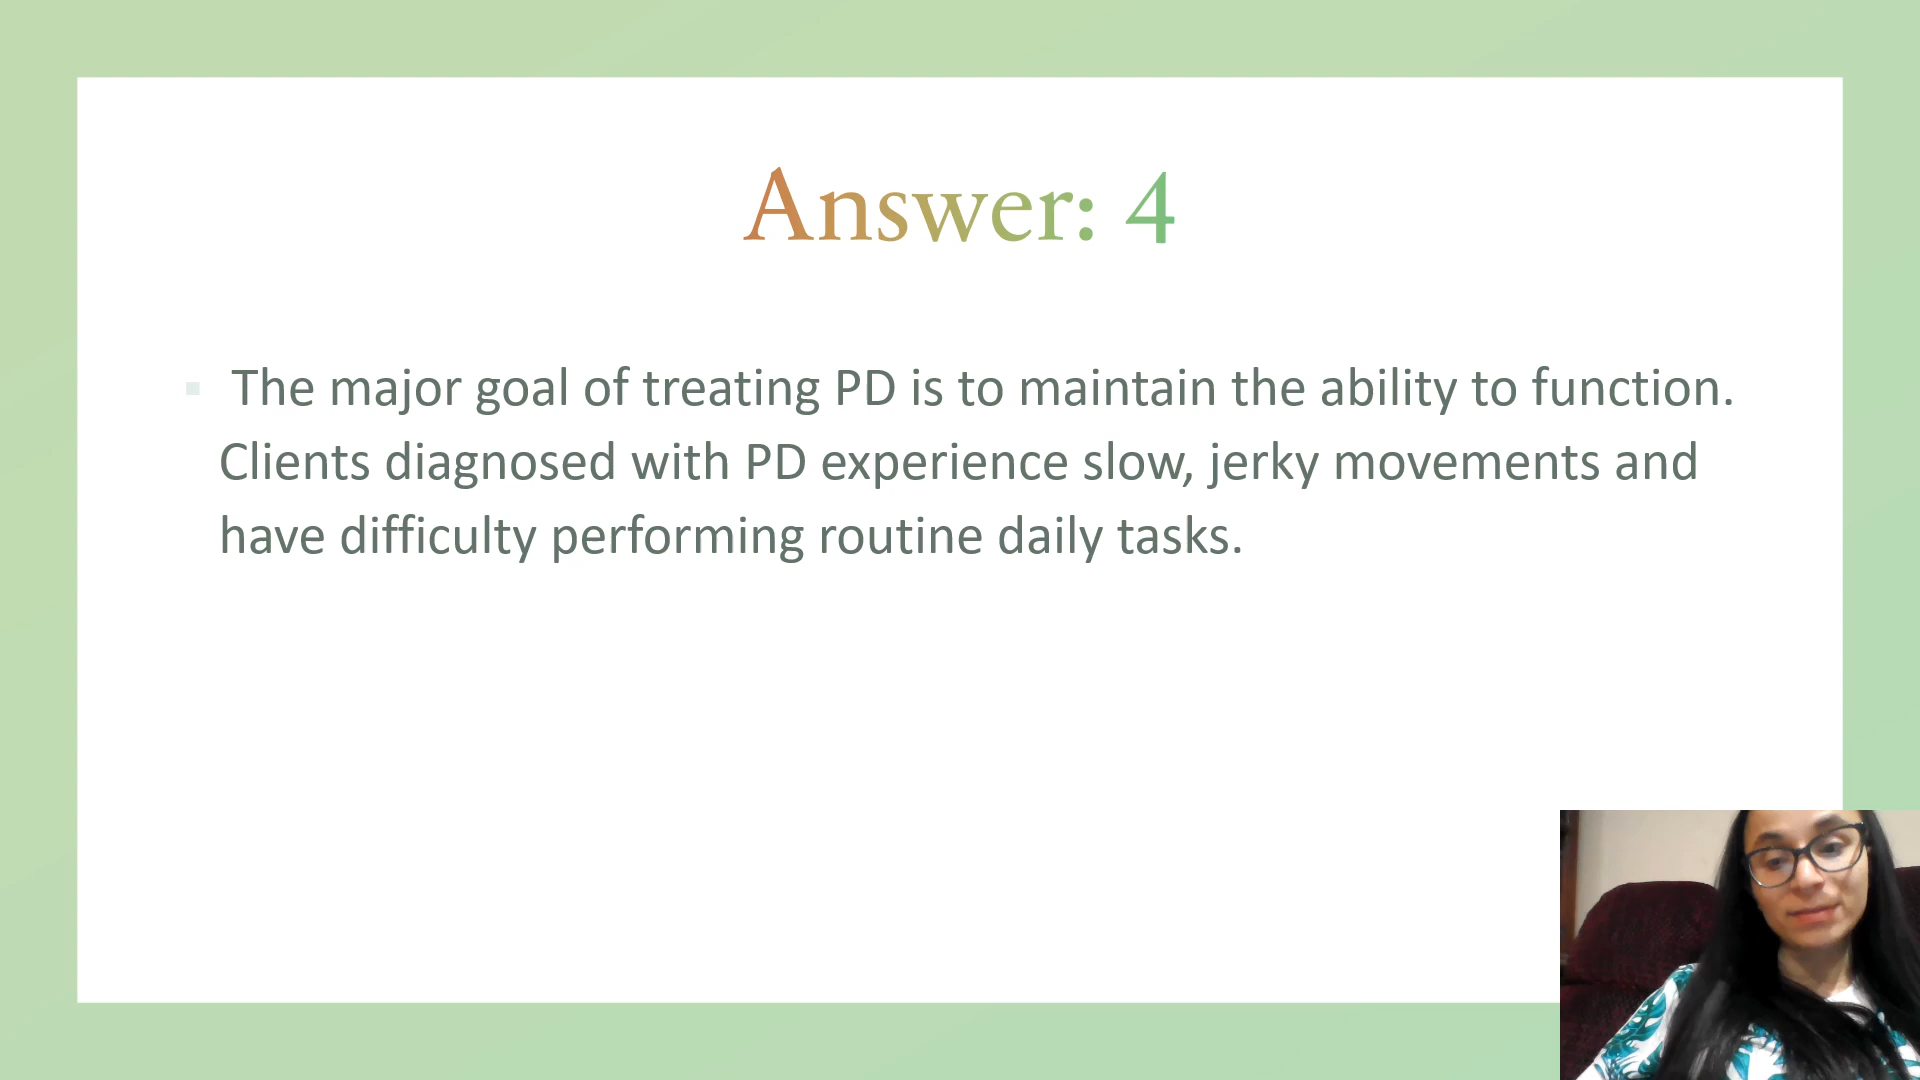 Answer: 4
The major goal of treating PD is to maintain the ability to function.
Clients diagnosed with PD experience slow, jerky movements and
have difficulty performing routine daily tasks.